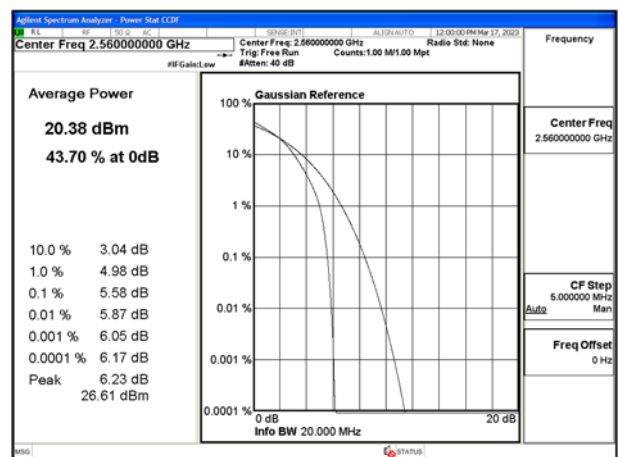 Agilent Spectrum Analyzer - Power Stat CCDF
RL RF 50 Ω AC SENSE:INT ALIGN AUTO 12:00:00 PM Mar 17, 2023
Center Freq 2.560000000 GHz
Center Freq: 2.560000000 GHz Radio Std: None
Trig: Free Run Counts:1.00 M/1.00 Mpt
#IFGain:Low #Atten: 40 dB
Frequency
Average Power
20.38 dBm
43.70 % at 0dB
10.0 % 3.04 dB
1.0 % 4.98 dB
0.1 % 5.58 dB
0.01 % 5.87 dB
0.001 % 6.05 dB
0.0001 % 6.17 dB
Peak 6.23 dB
26.61 dBm
Gaussian Reference
100 %
10 %
1 %
0.1 %
0.01 %
0.001 %
0.0001 %
0 dB 20 dB
Info BW 20.000 MHz
Center Freq
2.560000000 GHz
CF Step
5.000000 MHz
Auto Man
Freq Offset
0 Hz
MSG STATUS